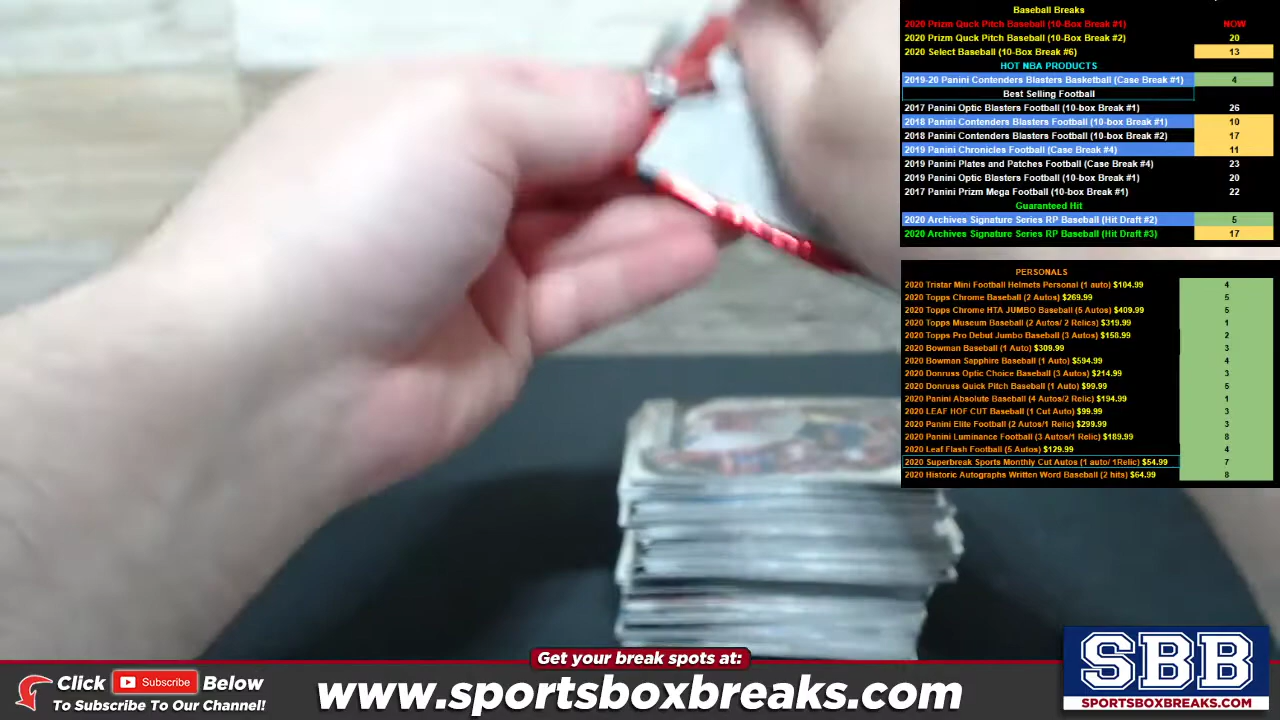 Baseball Breaks
2020 Prizm Quck Pitch Baseball (10-Box Break #1) NOW
2020 Prizm Quck Pitch Baseball (10-Box Break #2) 20
2020 Select Baseball (10-Box Break #6) 13
HOT NBA PRODUCTS
2019-20 Panini Contenders Blasters Basketball (Case Break #1) 4
Best Selling Football
2017 Panini Optic Blasters Football (10-box Break #1) 26
2018 Panini Contenders Blasters Football (10-box Break #1) 10
2018 Panini Contenders Blasters Football (10-box Break #2) 17
2019 Panini Chronicles Football (Case Break #4) 11
2019 Panini Plates and Patches Football (Case Break #4) 23
2019 Panini Optic Blasters Football (10-box Break #1) 20
2017 Panini Prizm Mega Football (10-box Break #1) 22
Guaranteed Hit
2020 Archives Signature Series RP Baseball (Hit Draft #2) 5
2020 Archives Signature Series RP Baseball (Hit Draft #3) 17
PERSONALS
2020 Tristar Mini Football Helmets Personal (1 auto) $104.99 4
2020 Topps Chrome Baseball (2 Autos) $269.99 5
2020 Topps Chrome HTA JUMBO Baseball (5 Autos) $409.99 5
2020 Topps Museum Baseball (2 Autos/ 2 Relics) $319.99 1
2020 Topps Pro Debut Jumbo Baseball (3 Autos) $158.99 2
2020 Bowman Baseball (1 Auto) $309.99 3
2020 Bowman Sapphire Baseball (1 Auto) $594.99 4
2020 Donruss Optic Choice Baseball (3 Autos) $214.99 3
2020 Donruss Quick Pitch Baseball (1 Auto) $99.99 5
2020 Panini Absolute Baseball (4 Autos/2 Relic) $194.99 1
2020 LEAF HOF CUT Baseball (1 Cut Auto) $99.99 3
2020 Panini Elite Football (2 Autos/1 Relic) $299.99 3
2020 Panini Luminance Football (3 Autos/1 Relic) $189.99 8
2020 Leaf Flash Football (5 Autos) $129.99 4
2020 Superbreak Sports Monthly Cut Autos (1 auto/ 1Relic) $54.99 7
2020 Historic Autographs Written Word Baseball (2 hits) $64.99 8
Get your break spots at:
Click Subscribe Below
To Subscribe To Our Channel!
www.sportsboxbreaks.com
SBB
SPORTSBOXBREAKS.COM